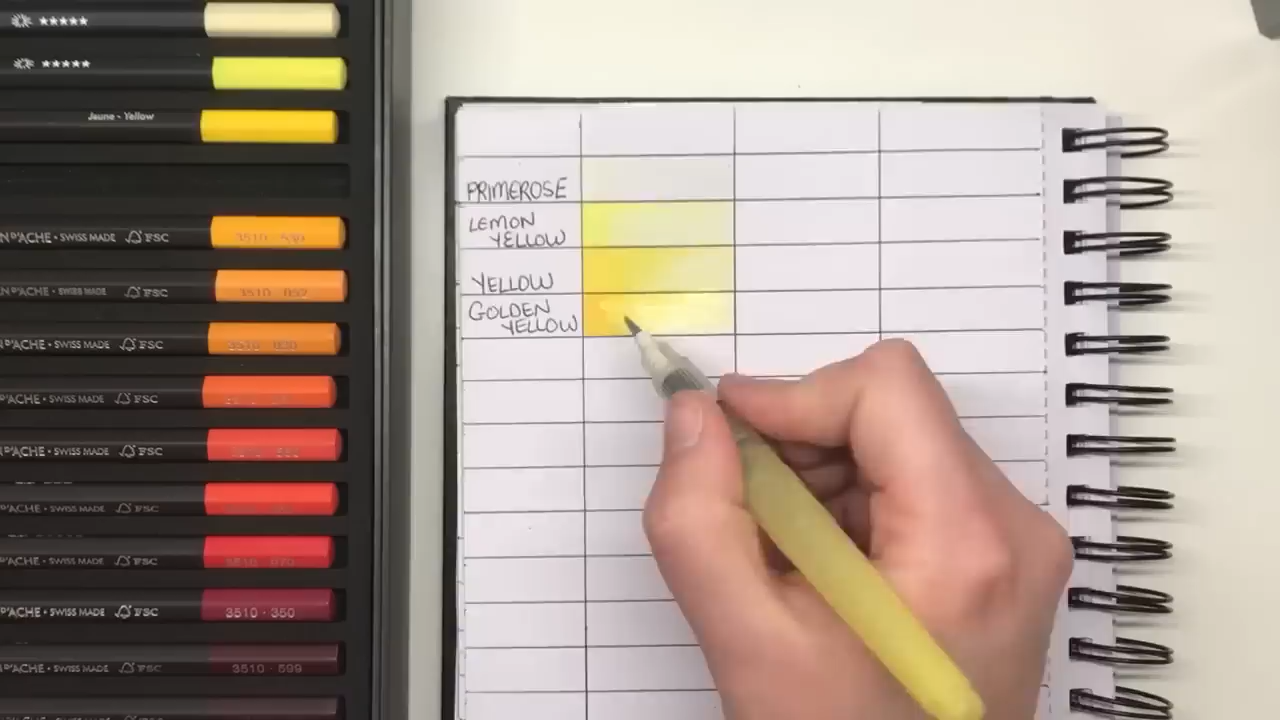 ★★★★★
★★★★★
Jaune - Yellow
N D'ACHE • SWISS MADE FSC
N D'ACHE • SWISS MADE FSC
D'ACHE • SWISS MADE FSC
D'ACHE • SWISS MADE FSC
N D'ACHE • SWISS MADE FSC
N D'ACHE • SWISS MADE FSC
N D'ACHE • SWISS MADE FSC
D'ACHE • SWISS MADE FSC 3510 · 350
N D'ACHE • SWISS MADE FSC 3510 · 599
PRIMEROSE
LEMON
YELLOW
YELLOW
GOLDEN
YELLOW